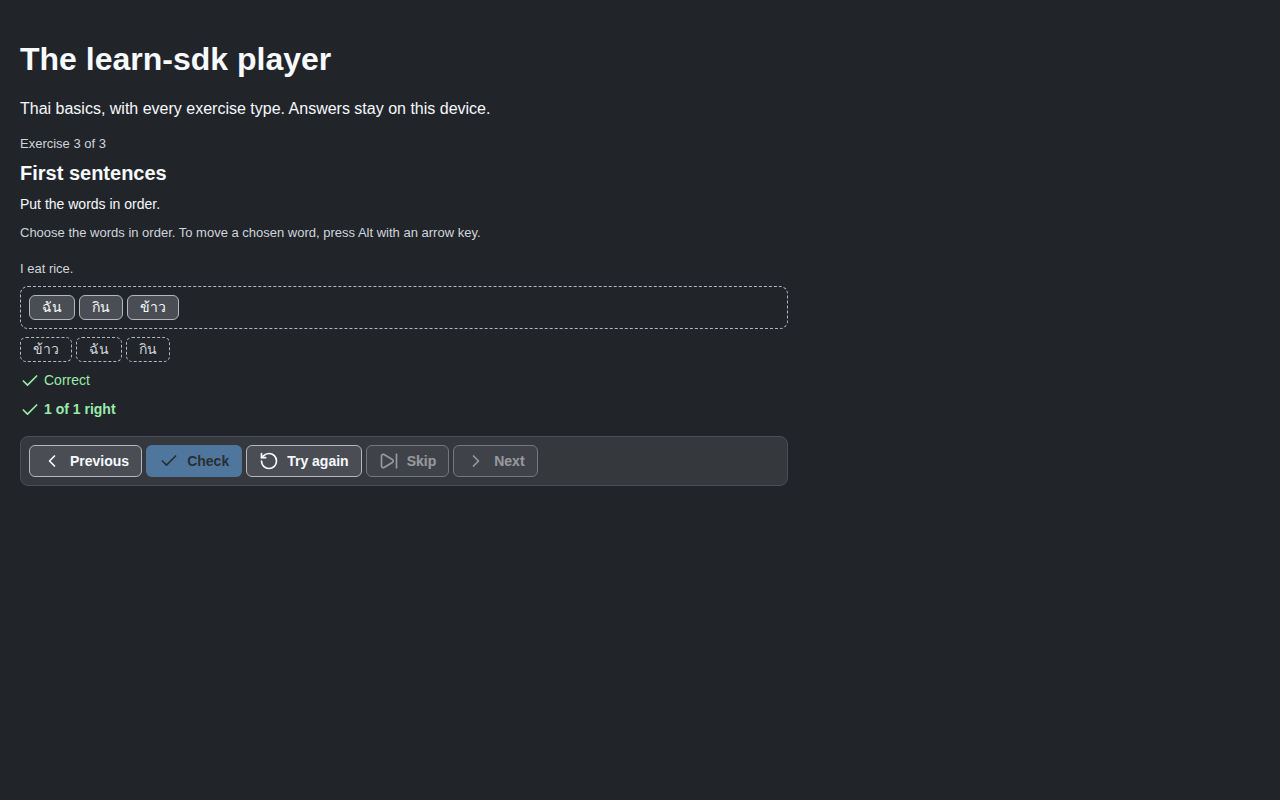 The learn-sdk player
Thai basics, with every exercise type. Answers stay on this device.
Exercise 3 of 3
First sentences
Put the words in order.
Choose the words in order. To move a chosen word, press Alt with an arrow key.
I eat rice.
ฉัน กิน ข้าว
ข้าว ฉัน กิน
Correct
1 of 1 right
Previous Check Try again Skip Next